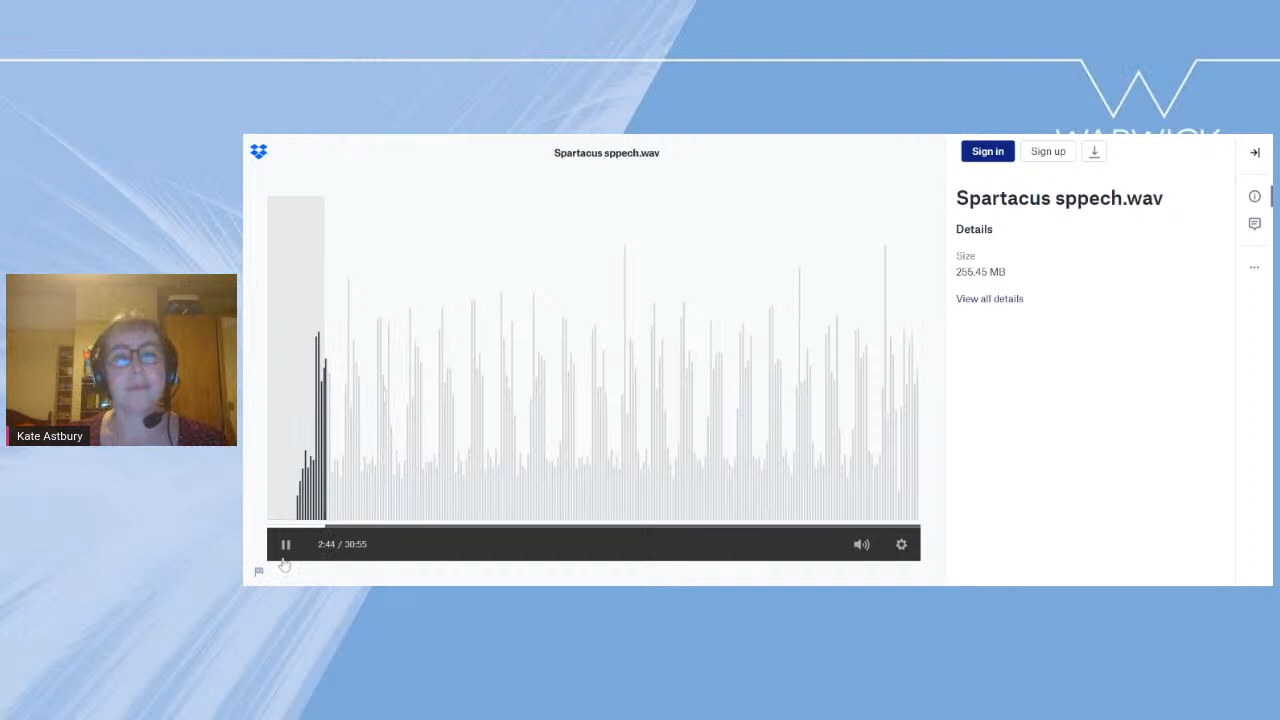 WARWICK
Spartacus sppech.wav
Sign in
Sign up
Spartacus sppech.wav
Details
Size
255.45 MB
View all details
Kate Astbury
2:44 / 30:55